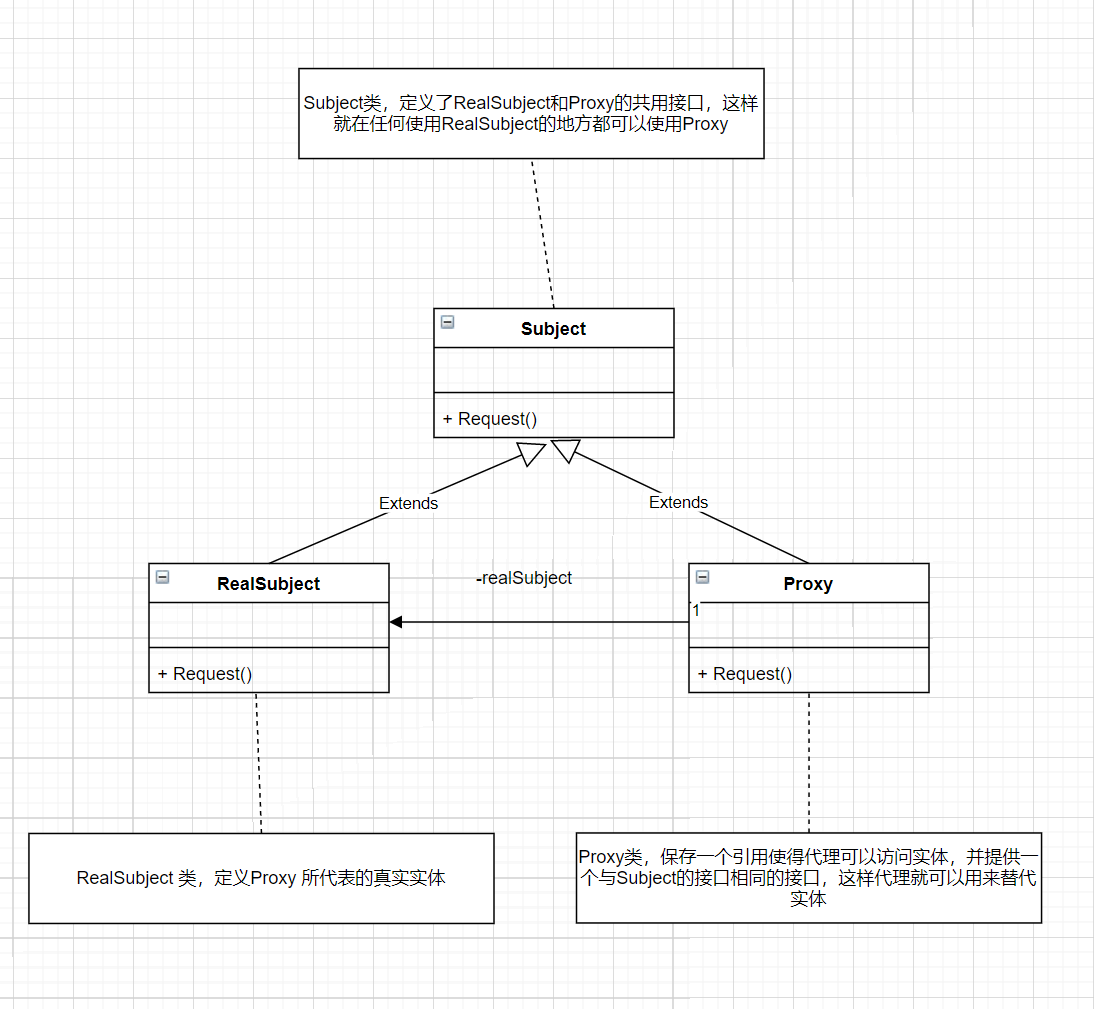 Subject类，定义了RealSubject和Proxy的共用接口，这样
就在任何使用RealSubject的地方都可以使用Proxy
Subject
+ Request()
Extends
Extends
-realSubject
RealSubject
+ Request()
Proxy
1
+ Request()
RealSubject 类，定义Proxy 所代表的真实实体
Proxy类，保存一个引用使得代理可以访问实体，并提供一
个与Subject的接口相同的接口，这样代理就可以用来替代
实体